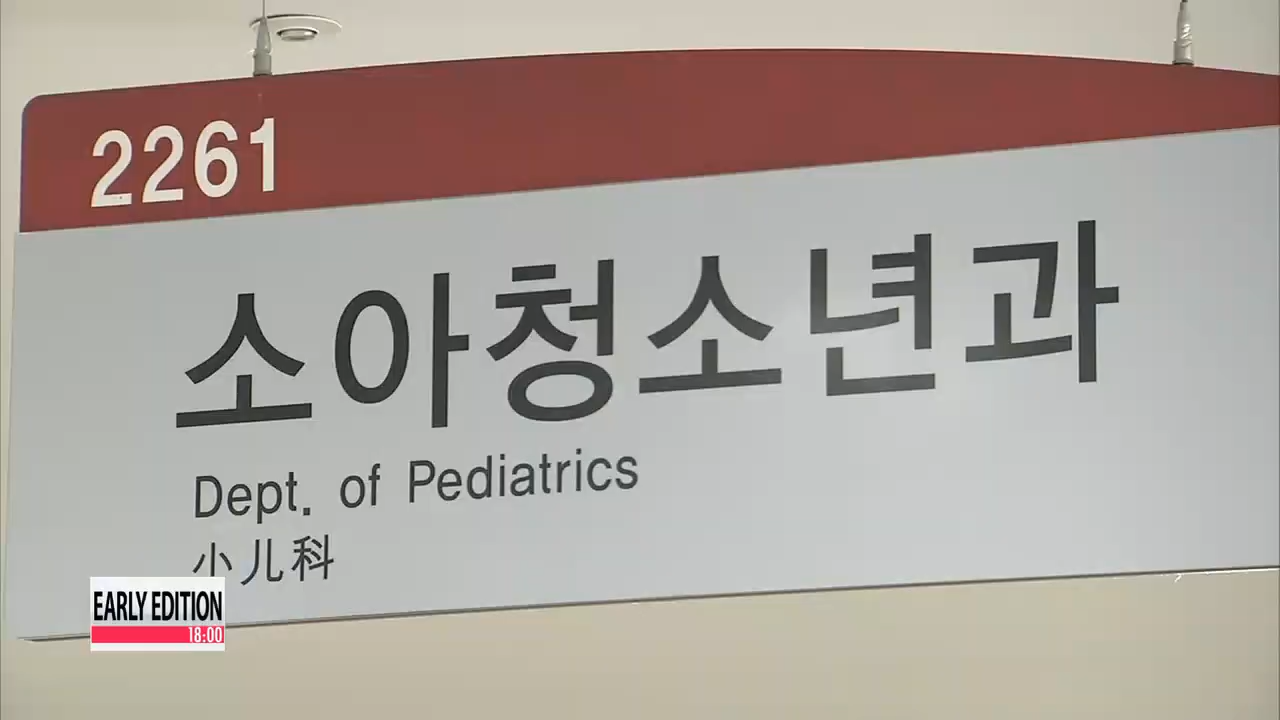 2261
소아청소년과
Dept. of Pediatrics
小儿科
EARLY EDITION
18:00